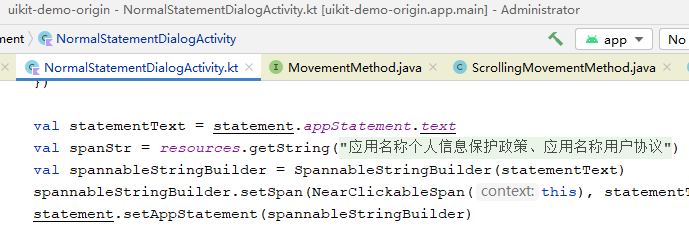 uikit-demo-origin - NormalStatementDialogActivity.kt [uikit-demo-origin.app.main] - Administrator
NormalStatementDialogActivity
app
No
NormalStatementDialogActivity.kt
MovementMethod.java
ScrollingMovementMethod.java
})
val statementText = statement.appStatement.text
val spanStr = resources.getString("应用名称个人信息保护政策、应用名称用户协议")
val spannableStringBuilder = SpannableStringBuilder(statementText)
spannableStringBuilder.setSpan(NearClickableSpan( context: this),
statement.setAppStatement(spannableStringBuilder)